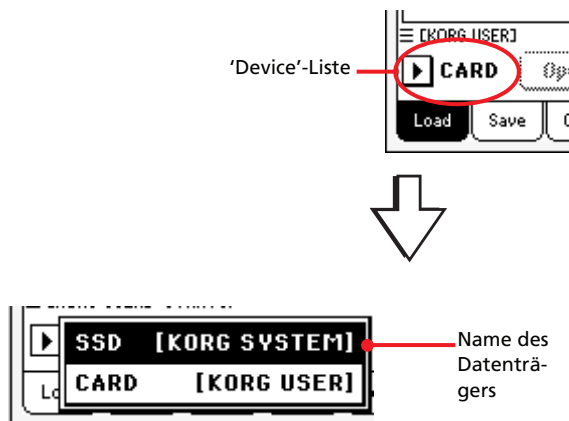 [KORG USER]
'Device'-Liste
CARD
Load Save
SSD [KORG SYSTEM]
CARD [KORG USER]
Name des
Datenträ-
gers